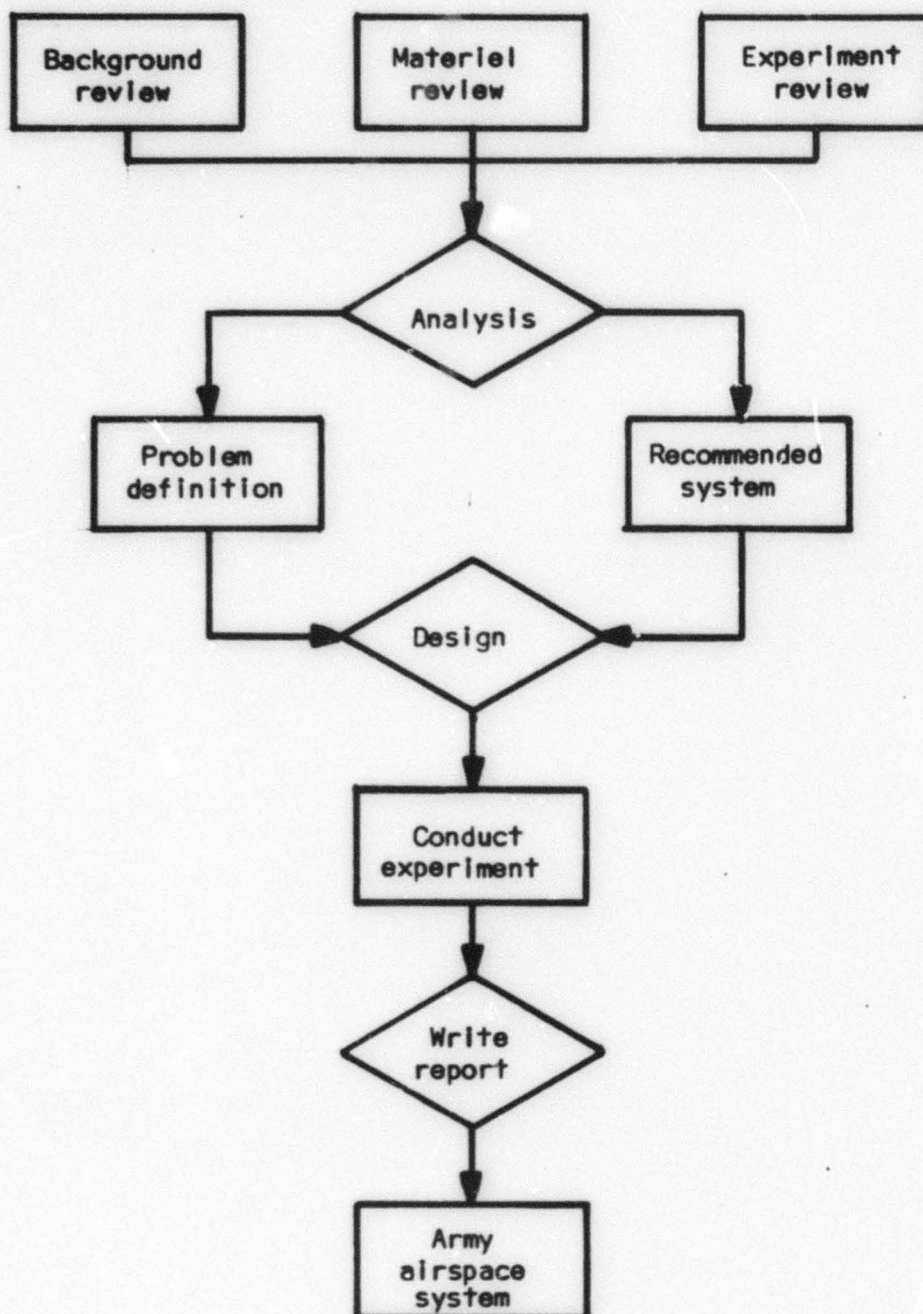 Background
review
Materiel
review
Experiment
review
Analysis
Problem
definition
Recommended
system
Design
Conduct
experiment
Write
report
Army
airspace
system